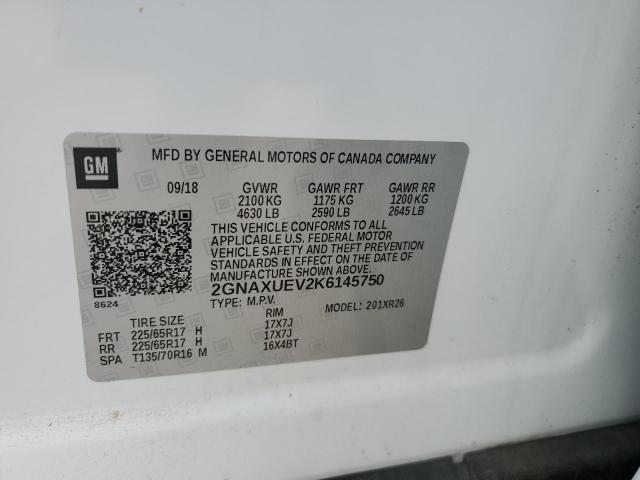 GM
MFD BY GENERAL MOTORS OF CANADA COMPANY
09/18 GVWR GAWR FRT GAWR RR
2100 KG 1175 KG 1200 KG
4630 LB 2590 LB 2645 LB
THIS VEHICLE CONFORMS TO ALL
APPLICABLE U.S. FEDERAL MOTOR
VEHICLE SAFETY AND THEFT PREVENTION
STANDARDS IN EFFECT ON THE DATE OF
MANUFACTURE SHOWN ABOVE.
8624 2GNAXUEV2K6145750
TYPE: M.P.V. MODEL: 201XR26
TIRE SIZE RIM
FRT 225/65R17 H 17X7J
RR 225/65R17 H 17X7J
SPA T135/70R16 M 16X4BT